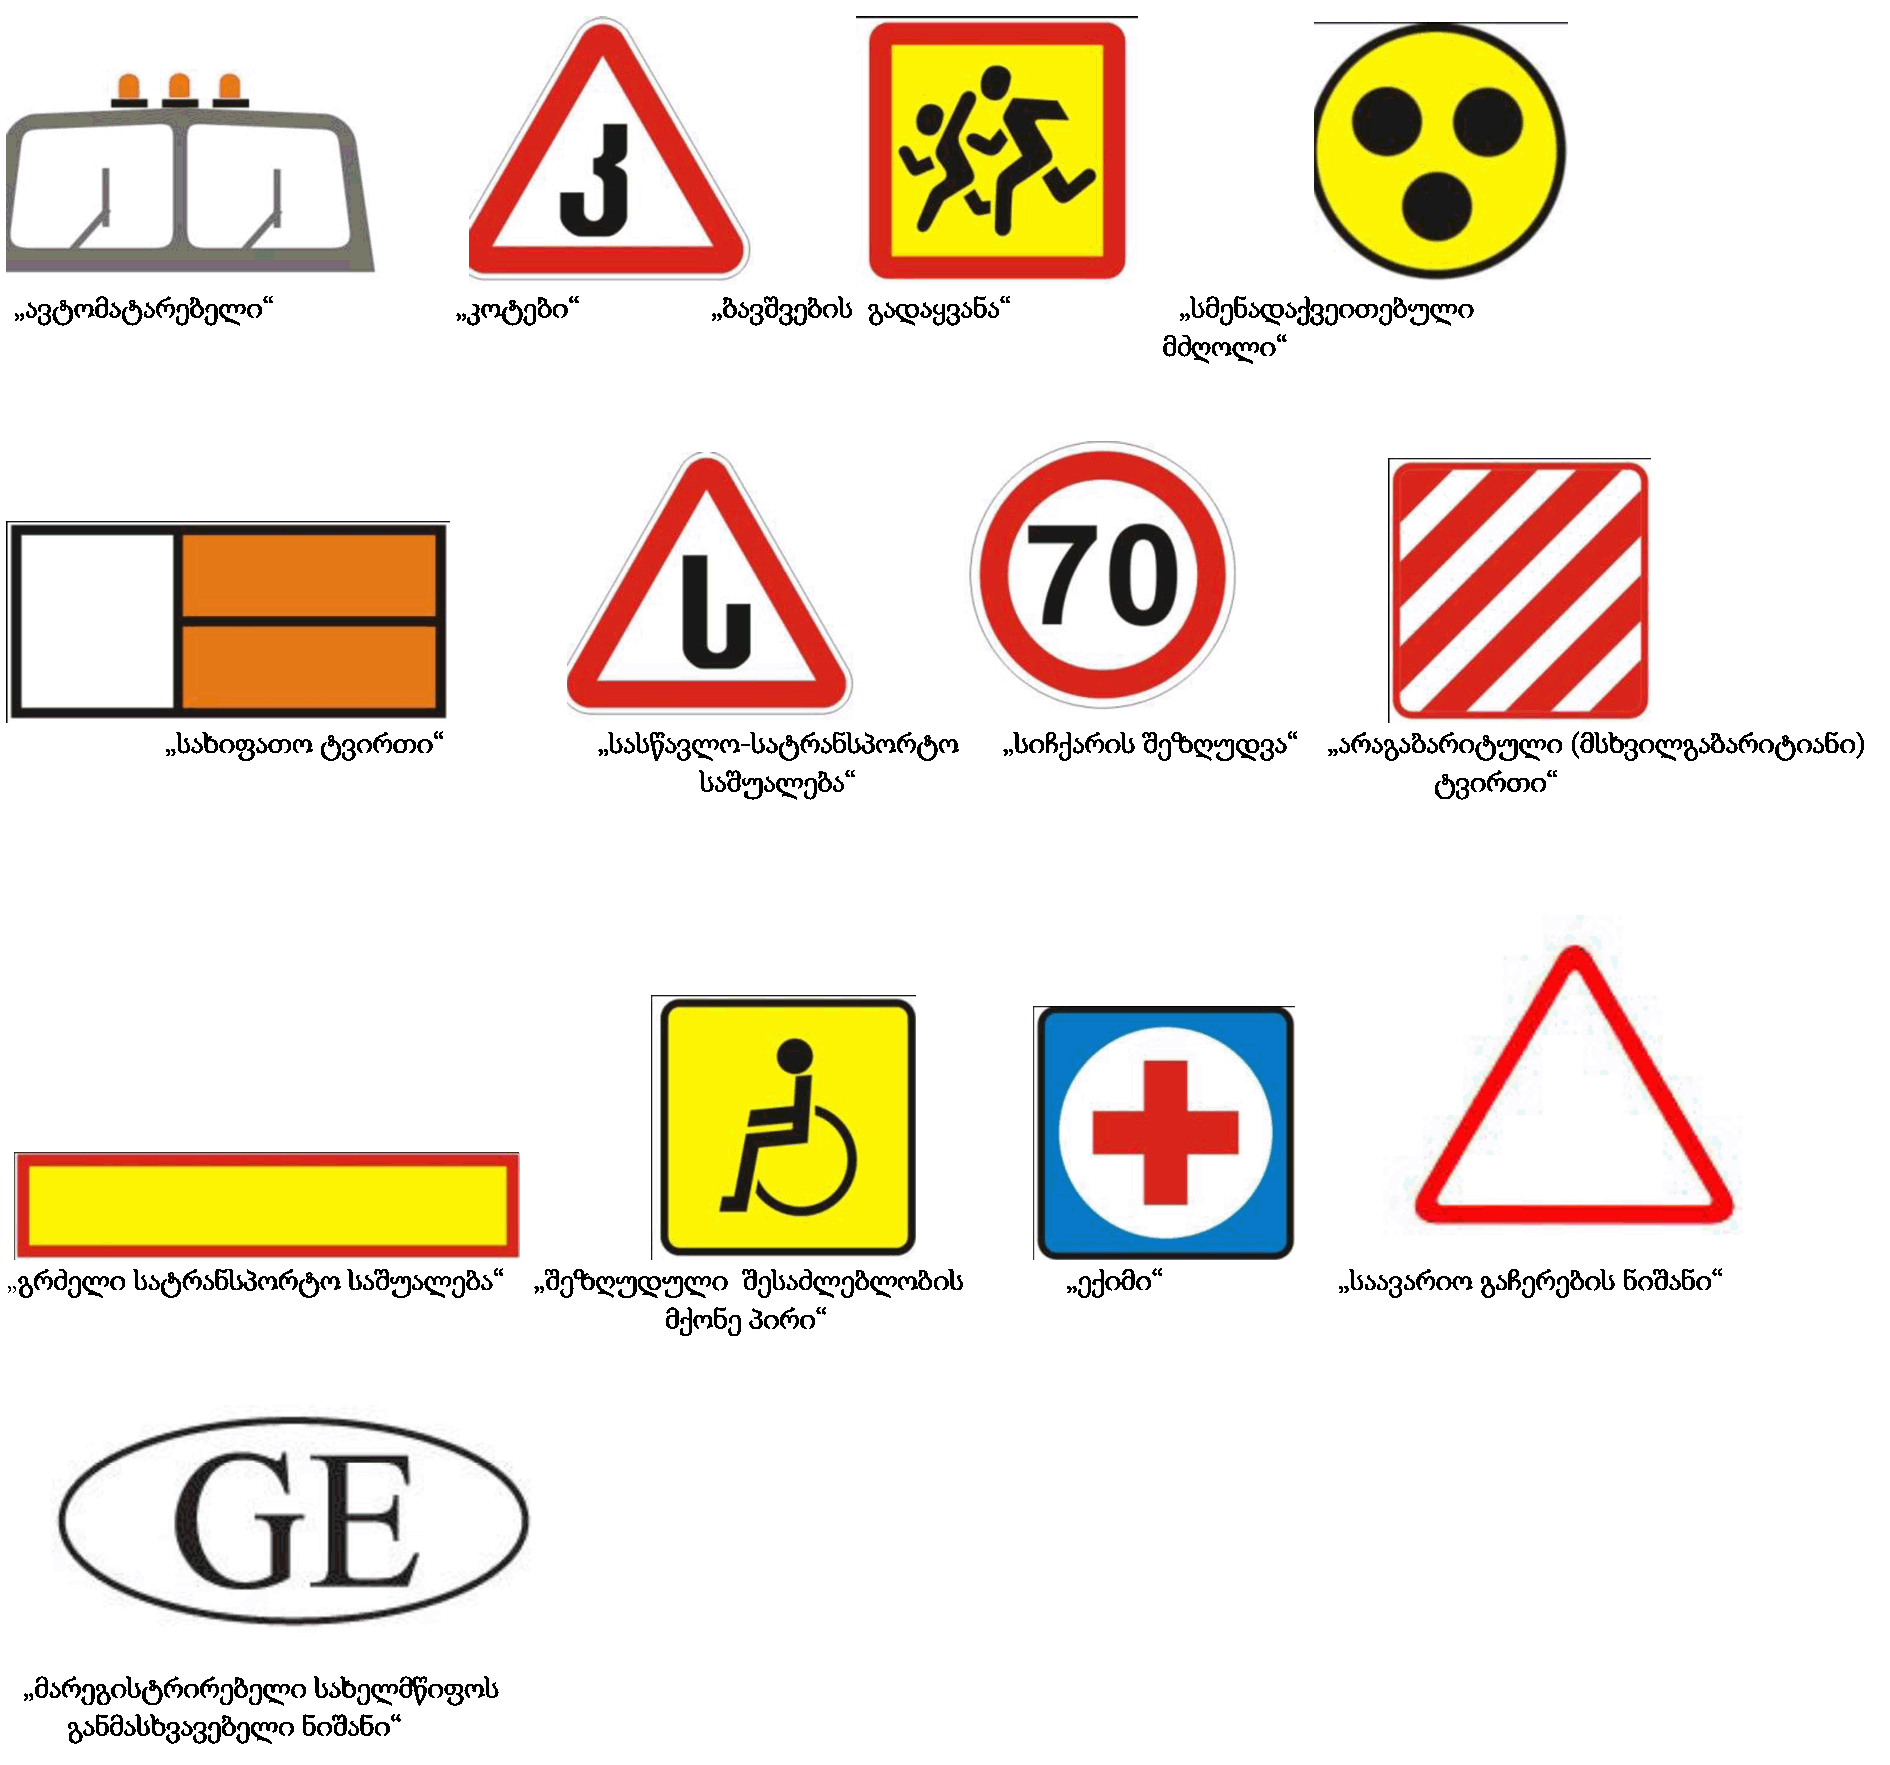 კ
„ავტომატარებელი“ „კოტები“ „ბავშვების გადაყვანა“ „სმენადაქვეითებული
მძღოლი“
ს
70
„სახიფათო ტვირთი“ „სასწავლო-სატრანსპორტო „სიჩქარის შეზღუდვა“ „არაგაბარიტული (მსხვილგაბარიტიანი)
საშუალება“ ტვირთი“
„გრძელი სატრანსპორტო საშუალება“ „შეზღუდული შესაძლებლობის „ექიმი“ „საავარიო გაჩერების ნიშანი“
მქონე პირი“
GE
„მარეგისტრირებელი სახელმწიფოს
განმასხვავებელი ნიშანი“